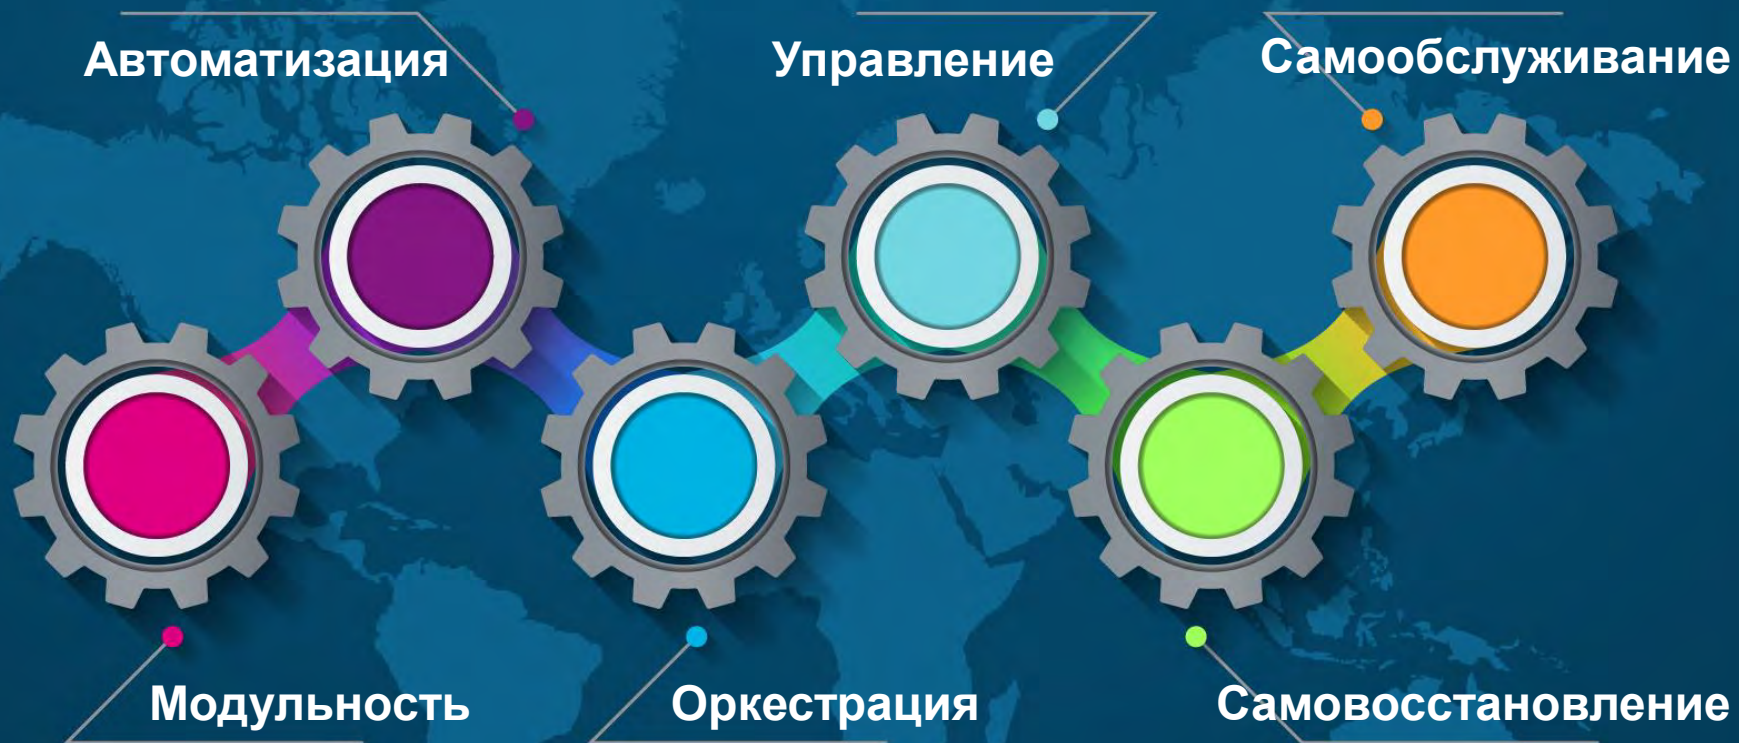 Автоматизация
Управление
Самообслуживание
Модульность
Оркестрация
Самовосстановление